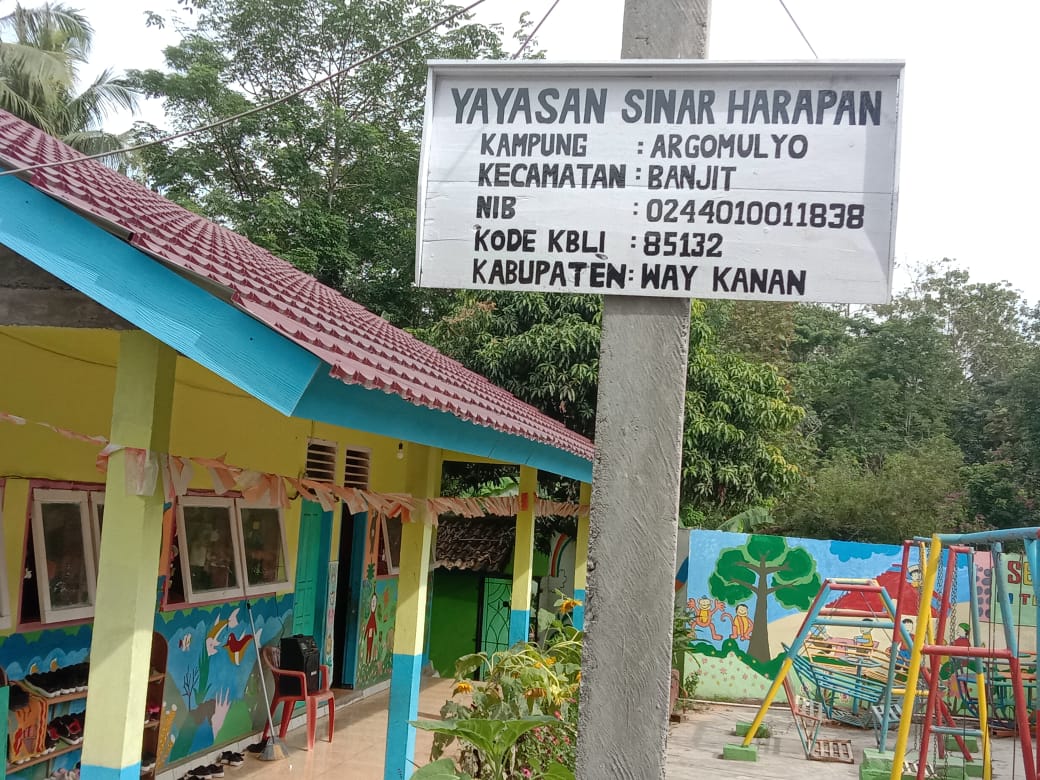 YAYASAN SINAR HARAPAN
KAMPUNG : ARGOMULYO
KECAMATAN : BANJIT
NIB : 0244010011838
KODE KBLI : 85132
KABUPATEN : WAY KANAN